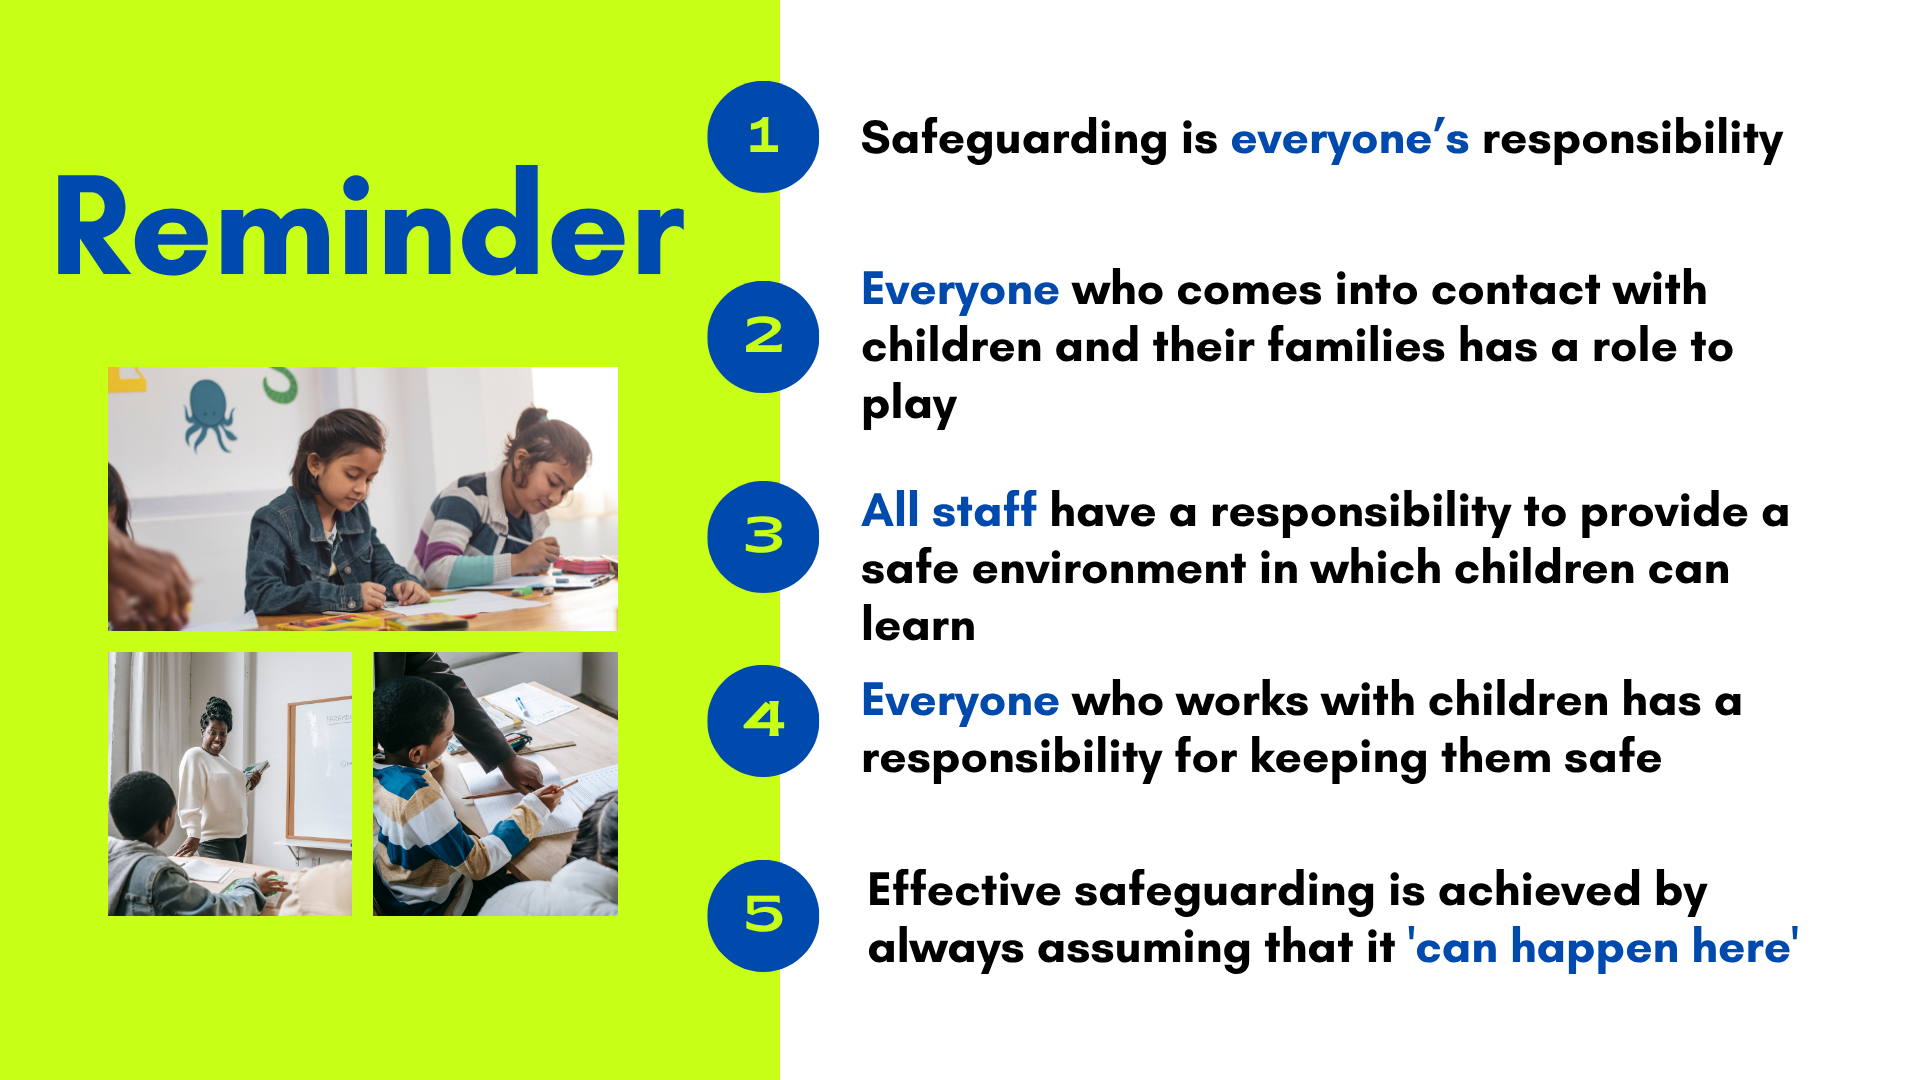 Reminder
1
Safeguarding is everyone’s responsibility
2
Everyone who comes into contact with
children and their families has a role to
play
3
All staff have a responsibility to provide a
safe environment in which children can
learn
4
Everyone who works with children has a
responsibility for keeping them safe
5
Effective safeguarding is achieved by
always assuming that it 'can happen here'